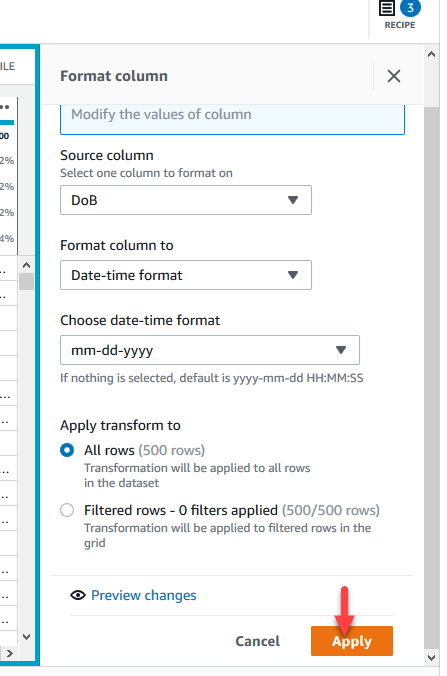 3
RECIPE
ILE
Format column
00
Modify the values of column
2%
Source column
Select one column to format on
2%
DoB
2%
4%
Format column to
Date-time format
Choose date-time format
mm-dd-yyyy
If nothing is selected, default is yyyy-mm-dd HH:MM:SS
Apply transform to
All rows (500 rows)
Transformation will be applied to all rows
in the dataset
Filtered rows - 0 filters applied (500/500 rows)
Transformation will be applied to filtered rows in the
grid
Preview changes
Cancel
Apply